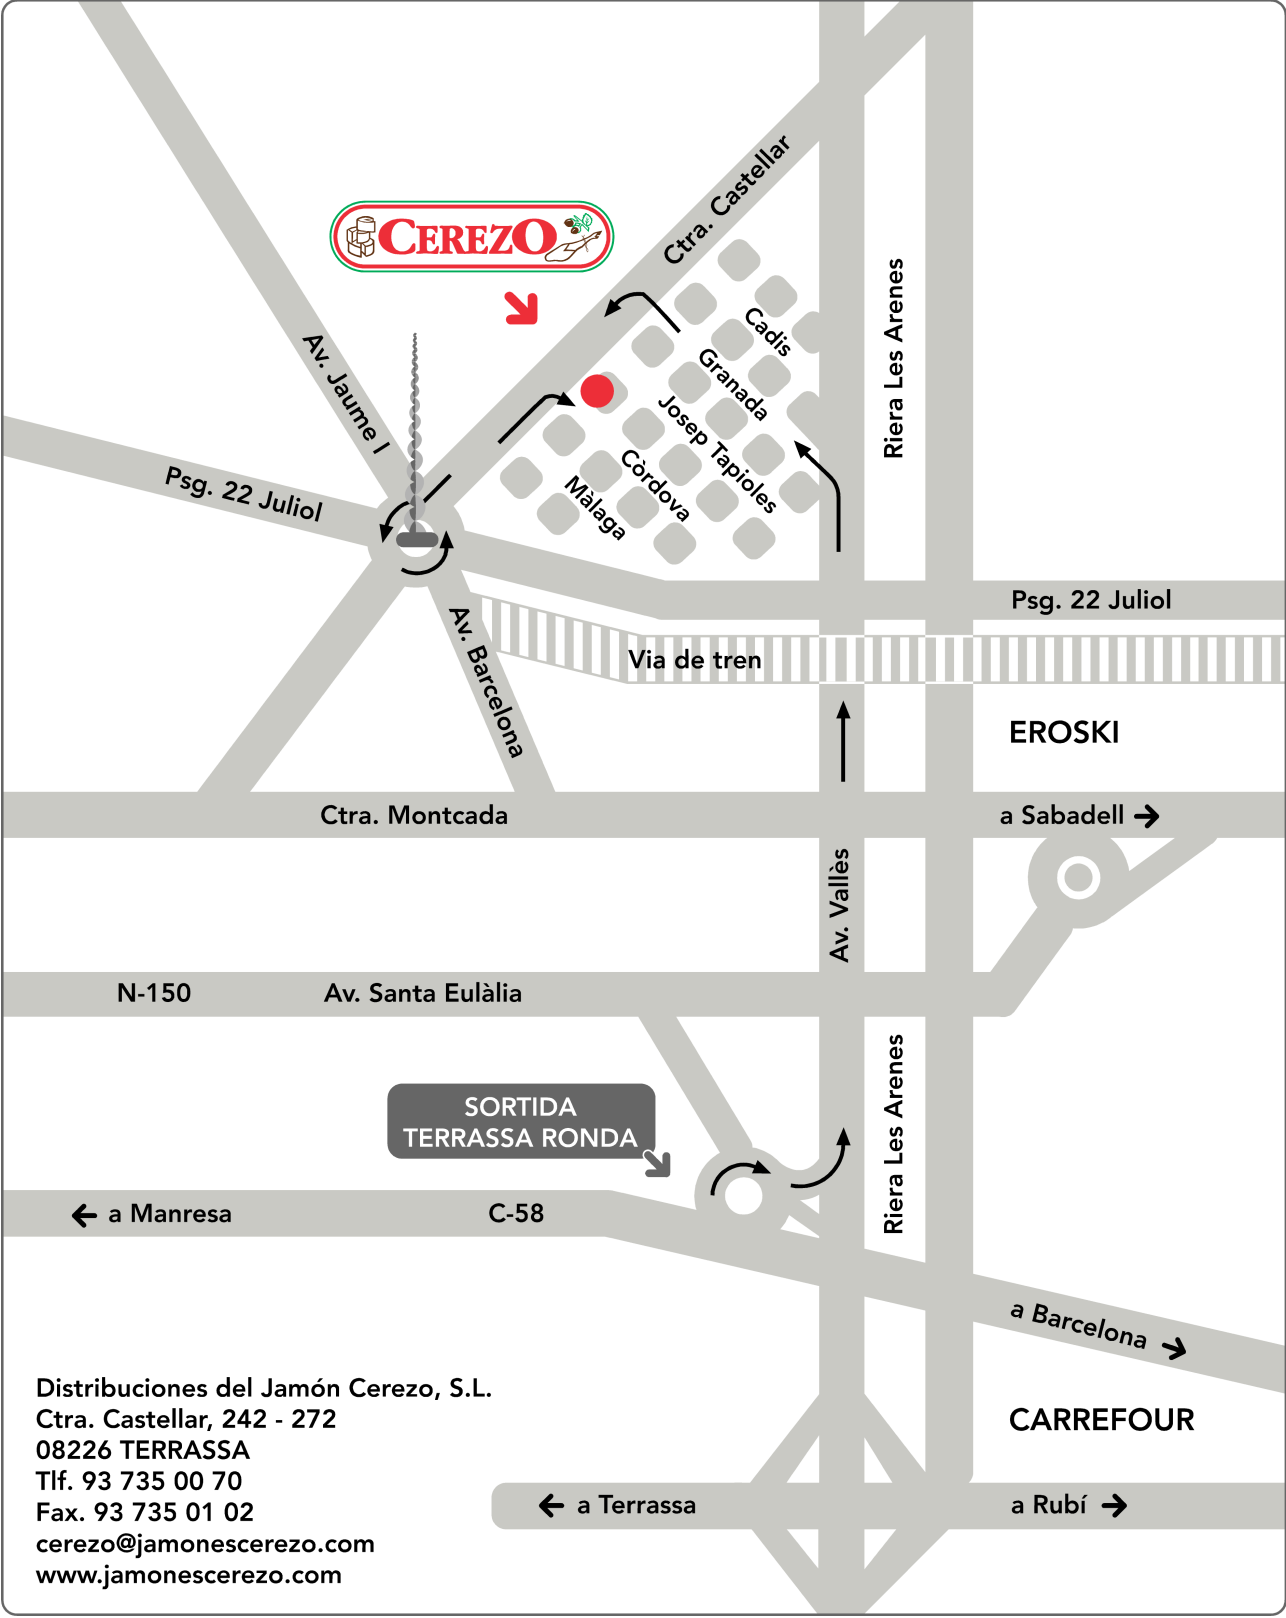 Ctra. Castellar
CEREZO
Riera Les Arenes
Cadis
Granada
Josep Tapioles
Còrdova
Màlaga
Av. Jaume I
Psg. 22 Juliol
Psg. 22 Juliol
Av. Barcelona
Via de tren
EROSKI
Ctra. Montcada
a Sabadell
Av. Vallès
N-150
Av. Santa Eulàlia
Riera Les Arenes
SORTIDA
TERRASSA RONDA
a Manresa
C-58
a Barcelona
Distribuciones del Jamón Cerezo, S.L.
Ctra. Castellar, 242 - 272
08226 TERRASSA
Tlf. 93 735 00 70
Fax. 93 735 01 02
cerezo@jamonescerezo.com
www.jamonescerezo.com
CARREFOUR
a Terrassa
a Rubí